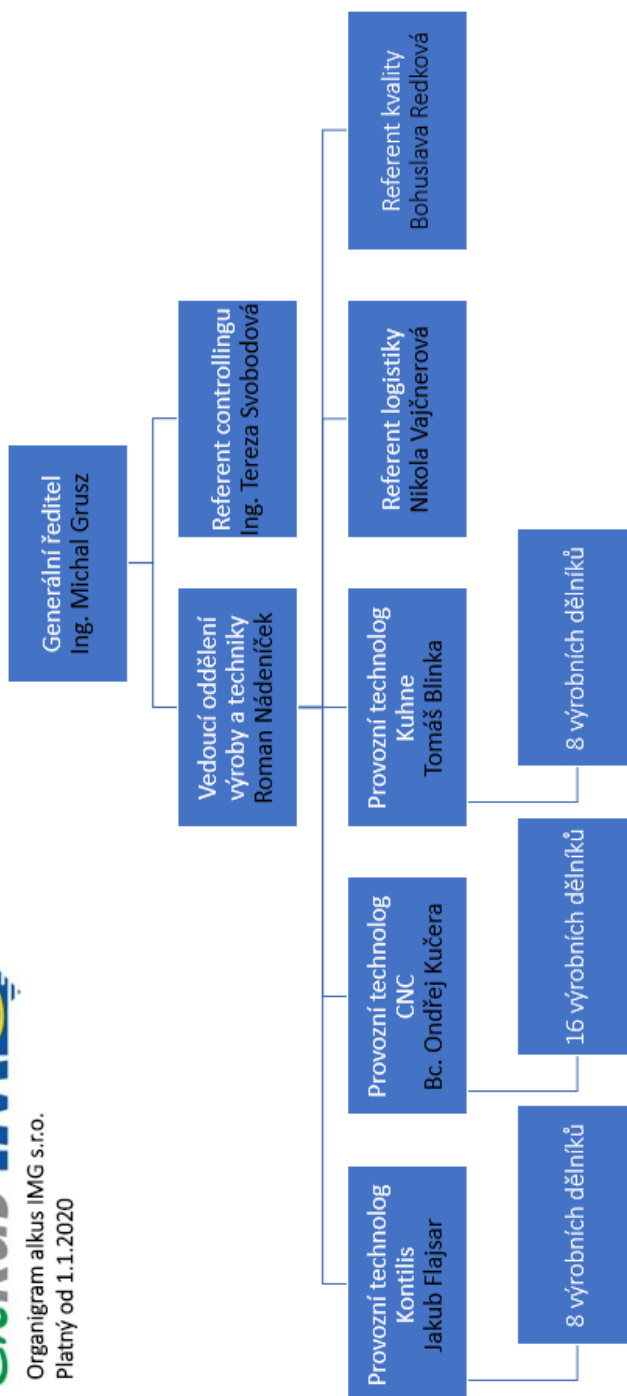 Organigram alkus IMG s.r.o.
Platný od 1.1.2020
Generální ředitel
Ing. Michal Grusz
Vedoucí oddělení
výroby a techniky
Roman Nádeníček
Referent controllingu
Ing. Tereza Svobodová
Provozní technolog
Kontilis
Jakub Flajsar
Provozní technolog
CNC
Bc. Ondřej Kučera
Provozní technolog
Kuhne
Tomáš Blinka
Referent logistiky
Nikola Vajčnerová
Referent kvality
Bohuslava Redková
8 výrobních dělníků
16 výrobních dělníků
8 výrobních dělníků